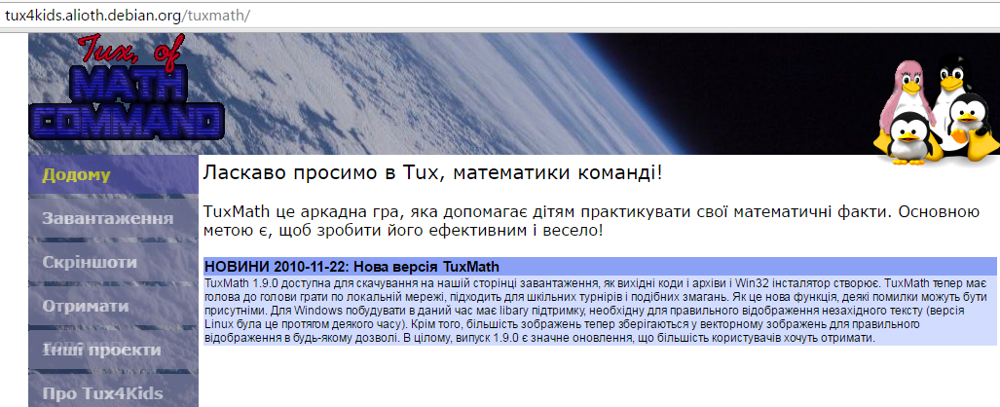 tux4kids.alioth.debian.org/tuxmath/
Tux, of
MATH
COMMAND
Додому
Завантаження
Скріншоти
Отримати
Інші проекти
Про Tux4Kids
Ласкаво просимо в Tux, математики команді!
TuxMath це аркадна гра, яка допомагає дітям практикувати свої математичні факти. Основною
метою є, щоб зробити його ефективним і весело!
НОВИНИ 2010-11-22: Нова версія TuxMath
TuxMath 1.9.0 доступна для скачування на нашій сторінці завантаження, як вихідні коди і архіви і Win32 інсталятор створює. TuxMath тепер має
голова до голови грати по локальній мережі, підходить для шкільних турнірів і подібних змагань. Як це нова функція, деякі помилки можуть бути
присутніми. Для Windows побудувати в даний час має libary підтримку, необхідну для правильного відображення незахідного тексту (версія
Linux була це протягом деякого часу). Крім того, більшість зображень тепер зберігаються у векторному зображень для правильного
відображення в будь-якому дозволі. В цілому, випуск 1.9.0 є значне оновлення, що більшість користувачів хочуть отримати.